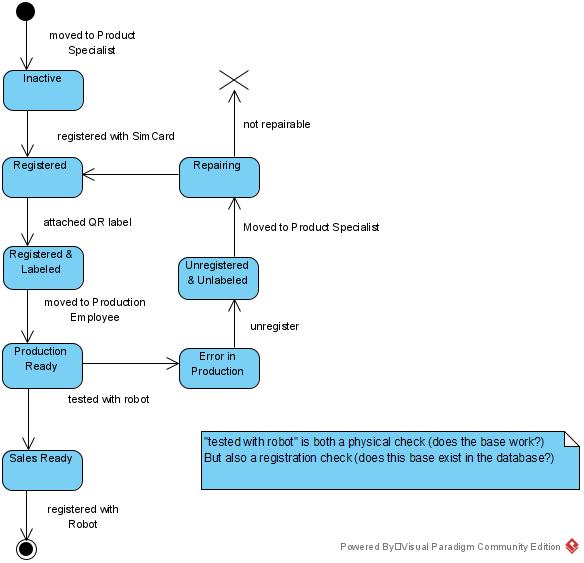 moved to Product
Specialist
Inactive
not repairable
registered with SimCard
Registered
Repairing
attached QR label
Moved to Product Specialist
Registered &
Labeled
Unregistered
& Unlabeled
moved to Production
Employee
unregister
Production
Ready
Error in
Production
tested with robot
"tested with robot" is both a physical check (does the base work?)
But also a registration check (does this base exist in the database?)
Sales Ready
registered with
Robot
Powered By□Visual Paradigm Community Edition